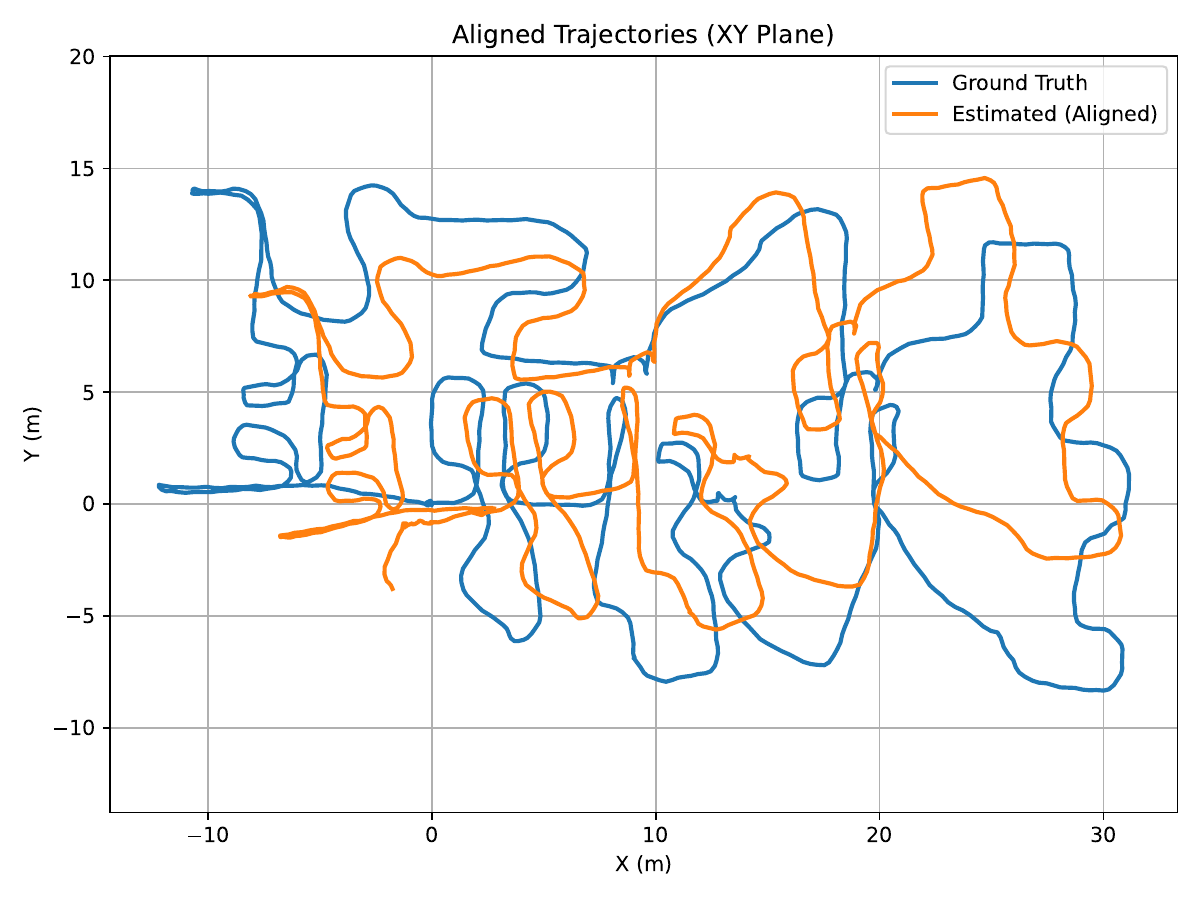 Aligned Trajectories (XY Plane)
Ground Truth
Estimated (Aligned)
20
15
10
5
0
−5
−10
Y (m)
−10 0 10 20 30
X (m)